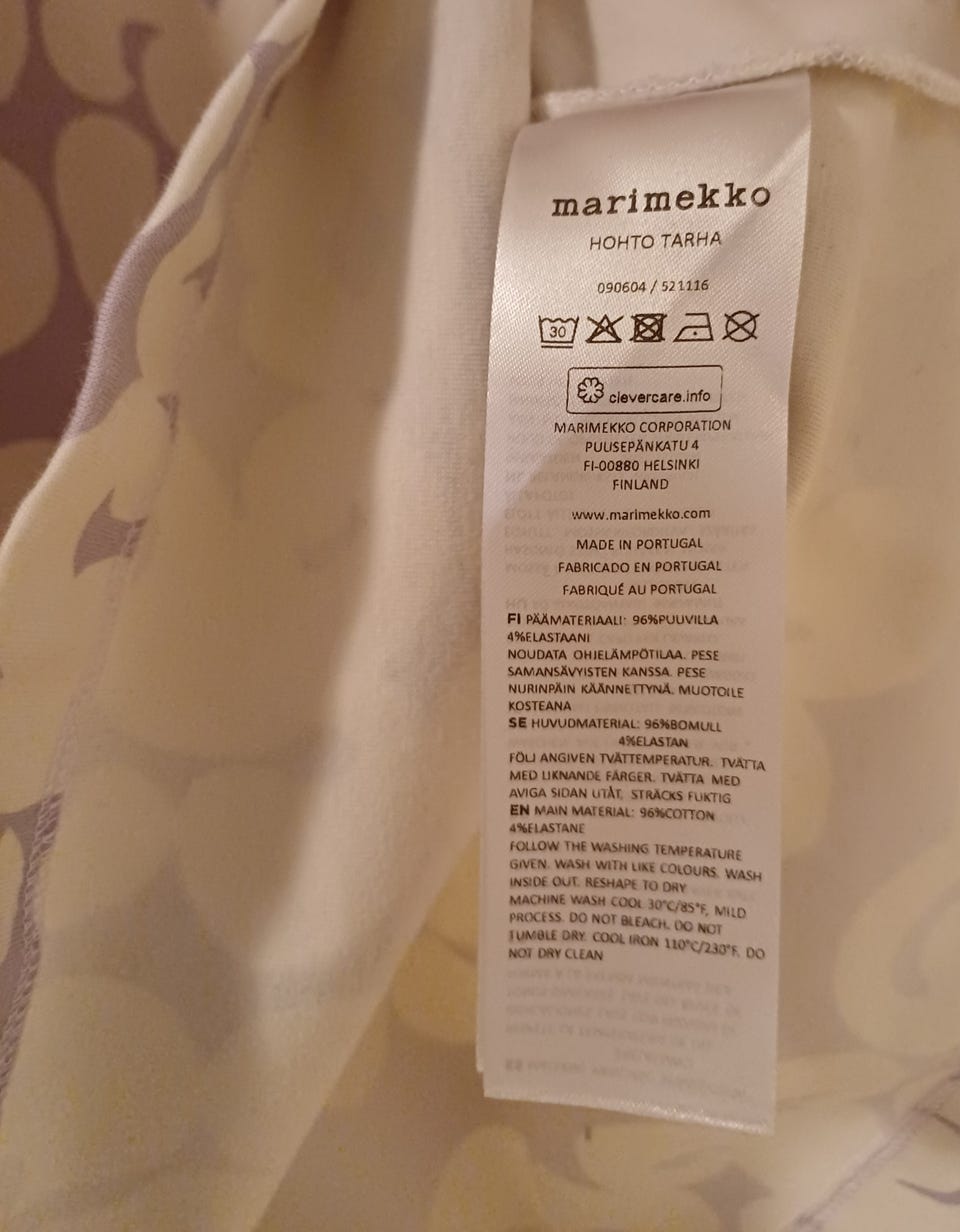 marimekko
HOHTO TARHA
090604 / 521116
30
clevercare.info
MARIMEKKO CORPORATION
PUUSEPÄNKATU 4
FI-00880 HELSINKI
FINLAND
www.marimekko.com
MADE IN PORTUGAL
FABRICADO EN PORTUGAL
FABRIQUÉ AU PORTUGAL
FI PÄÄMATERIAALI: 96%PUUVILLA
4%ELASTAANI
NOUDATA OHJELÄMPÖTILAA. PESE
SAMANSÄVYISTEN KANSSA. PESE
NURINPÄIN KÄÄNNETTYNÄ. MUOTOILE
KOSTEANA
SE HUVUDMATERIAL: 96%BOMULL
4%ELASTAN
FÖLJ ANGIVEN TVÄTTEMPERATUR. TVÄTTA
MED LIKNANDE FÄRGER. TVÄTTA MED
AVIGA SIDAN UTÅT. STRÄCKS FUKTIG
EN MAIN MATERIAL: 96%COTTON
4%ELASTANE
FOLLOW THE WASHING TEMPERATURE
GIVEN. WASH WITH LIKE COLOURS. WASH
INSIDE OUT. RESHAPE TO DRY
MACHINE WASH COOL 30°C/85°F, MILD
PROCESS. DO NOT BLEACH. DO NOT
TUMBLE DRY. COOL IRON 110°C/230°F. DO
NOT DRY CLEAN